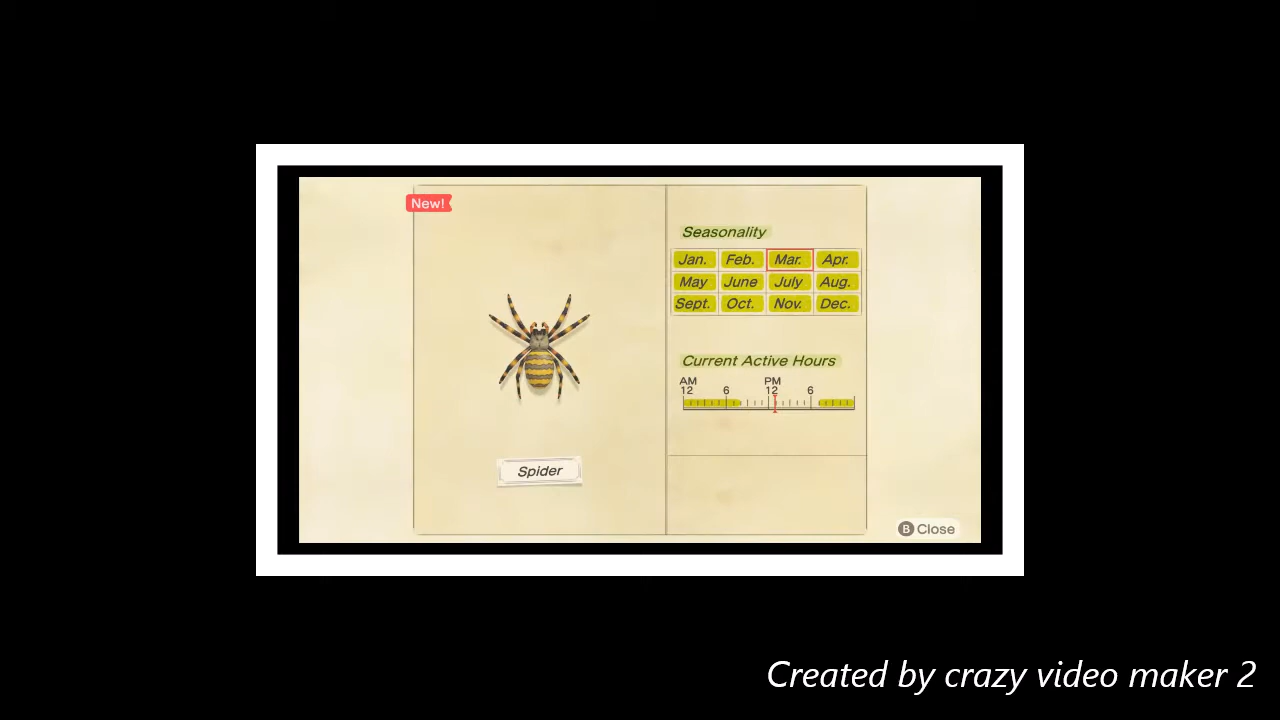 New!
Seasonality
Jan. Feb. Mar. Apr.
May June July Aug.
Sept. Oct. Nov. Dec.
Current Active Hours
AM PM
12 6 12 6
Spider
B Close
Created by crazy video maker 2